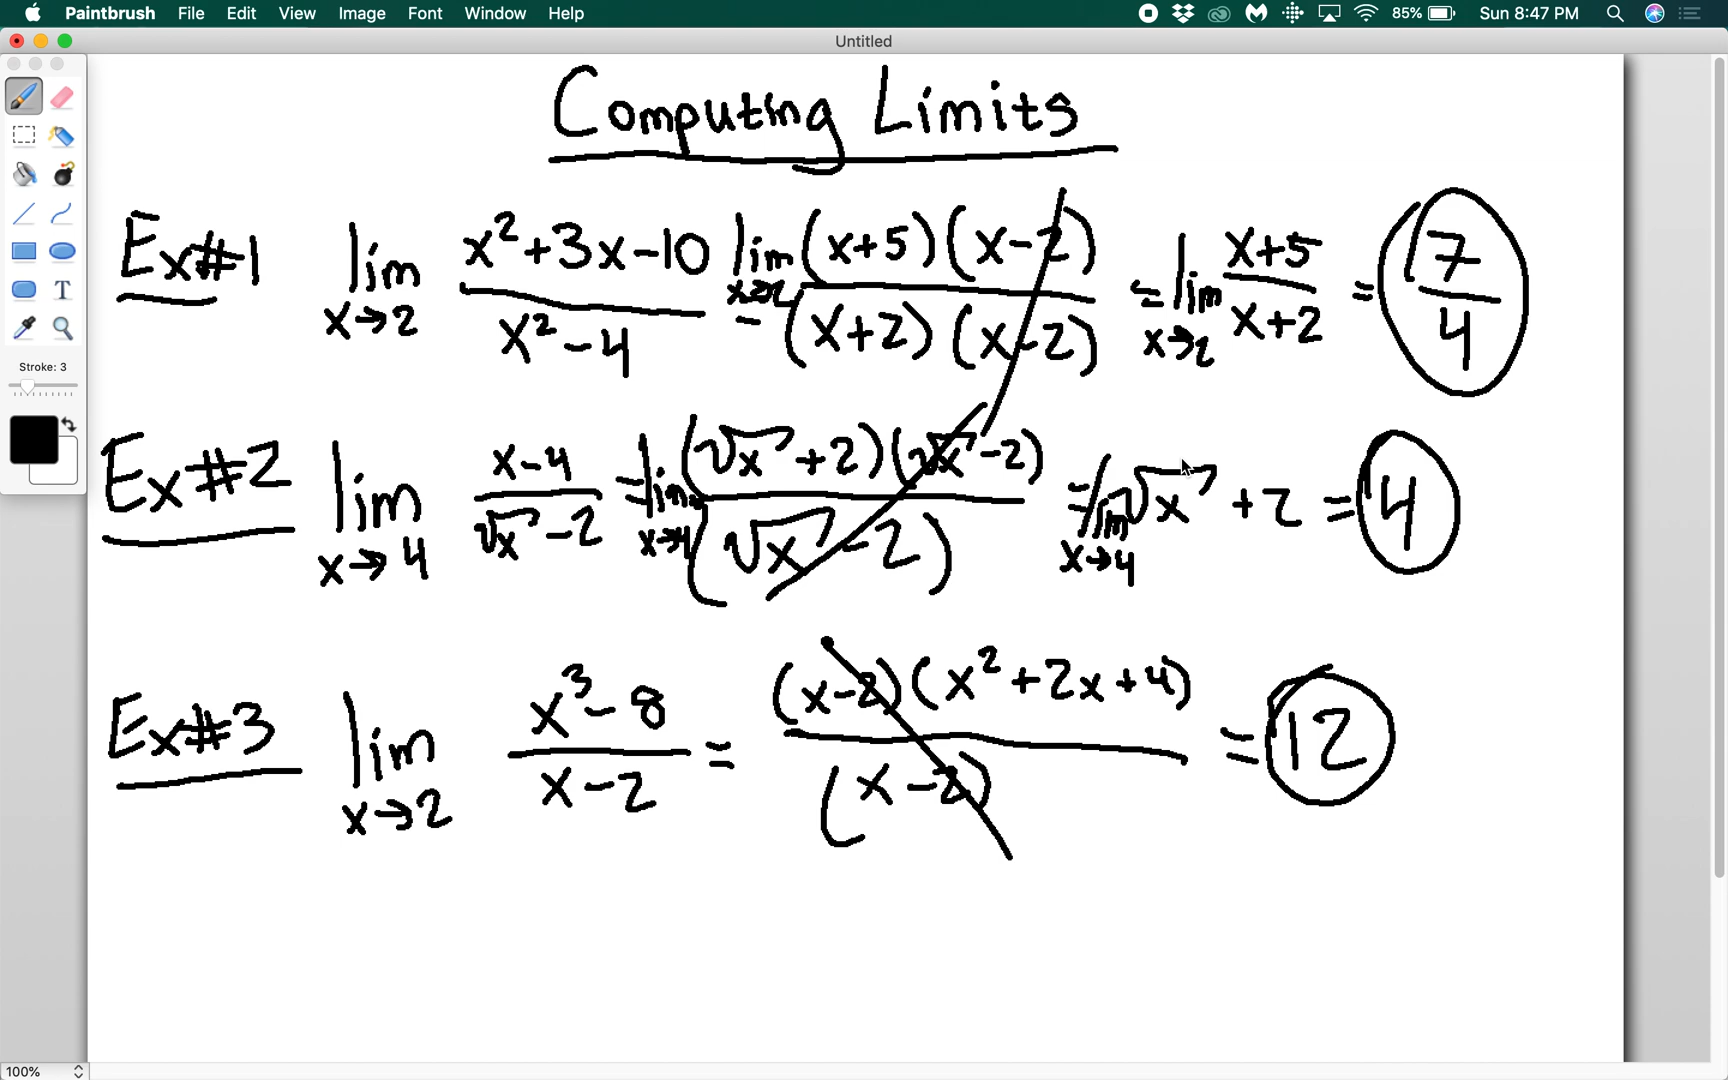 Paintbrush File Edit View Image Font Window Help 85% Sun 8:47 PM
Untitled
Computing Limits
Ex#1 lim x→2 (x²+3x-10)/(x²-4) = lim x→2 ((x+5)(x-2))/((x+2)(x-2)) = lim x→2 (x+5)/(x+2) = 7/4
T
Stroke: 3
Ex#2 lim x→4 (x-4)/(√x-2) = lim x→4 ((√x+2)(√x-2))/((√x-2)) = lim x→4 √x+2 = 4
Ex#3 lim x→2 (x³-8)/(x-2) = ((x-2)(x²+2x+4))/((x-2)) = 12
100%